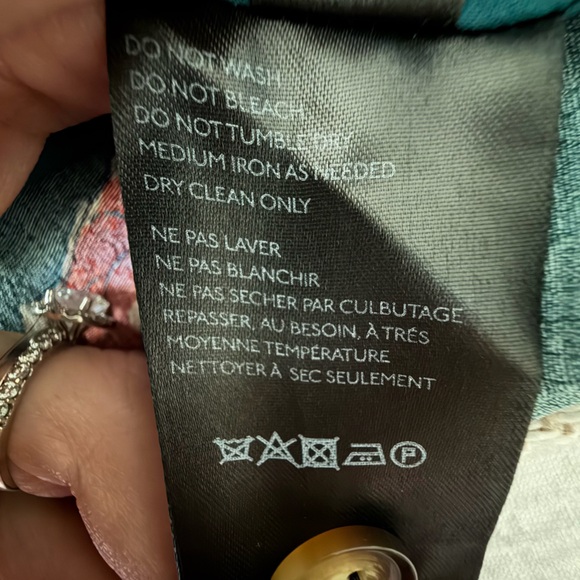 DO NOT WASH
DO NOT BLEACH
DO NOT TUMBLE DRY
MEDIUM IRON AS NEEDED
DRY CLEAN ONLY
NE PAS LAVER
NE PAS BLANCHIR
NE PAS SECHER PAR CULBUTAGE
REPASSER, AU BESOIN, À TRÉS
MOYENNE TEMPÉRATURE
NETTOYER À SEC SEULEMENT
P